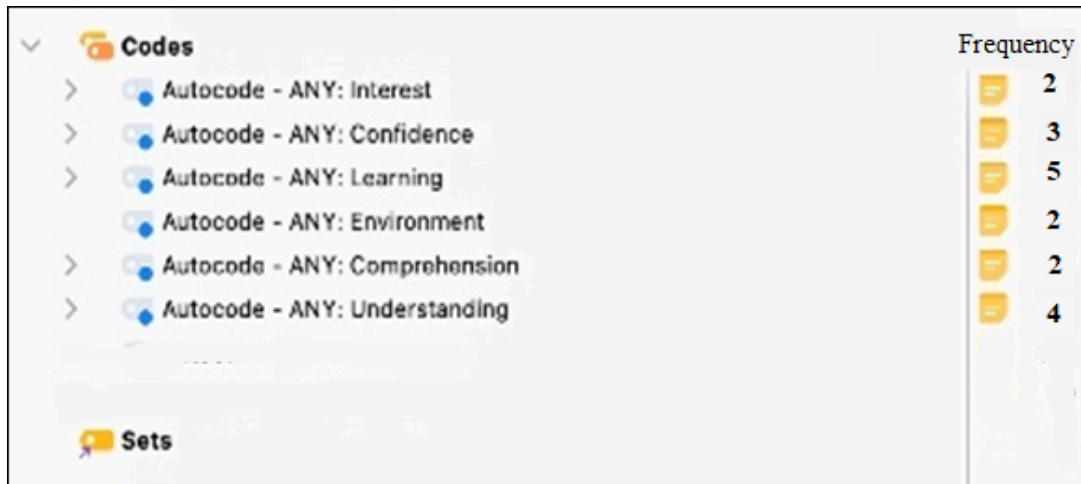 Codes Frequency
Autocode - ANY: Interest 2
Autocode - ANY: Confidence 3
Autocode - ANY: Learning 5
Autocode - ANY: Environment 2
Autocode - ANY: Comprehension 2
Autocode - ANY: Understanding 4
Sets